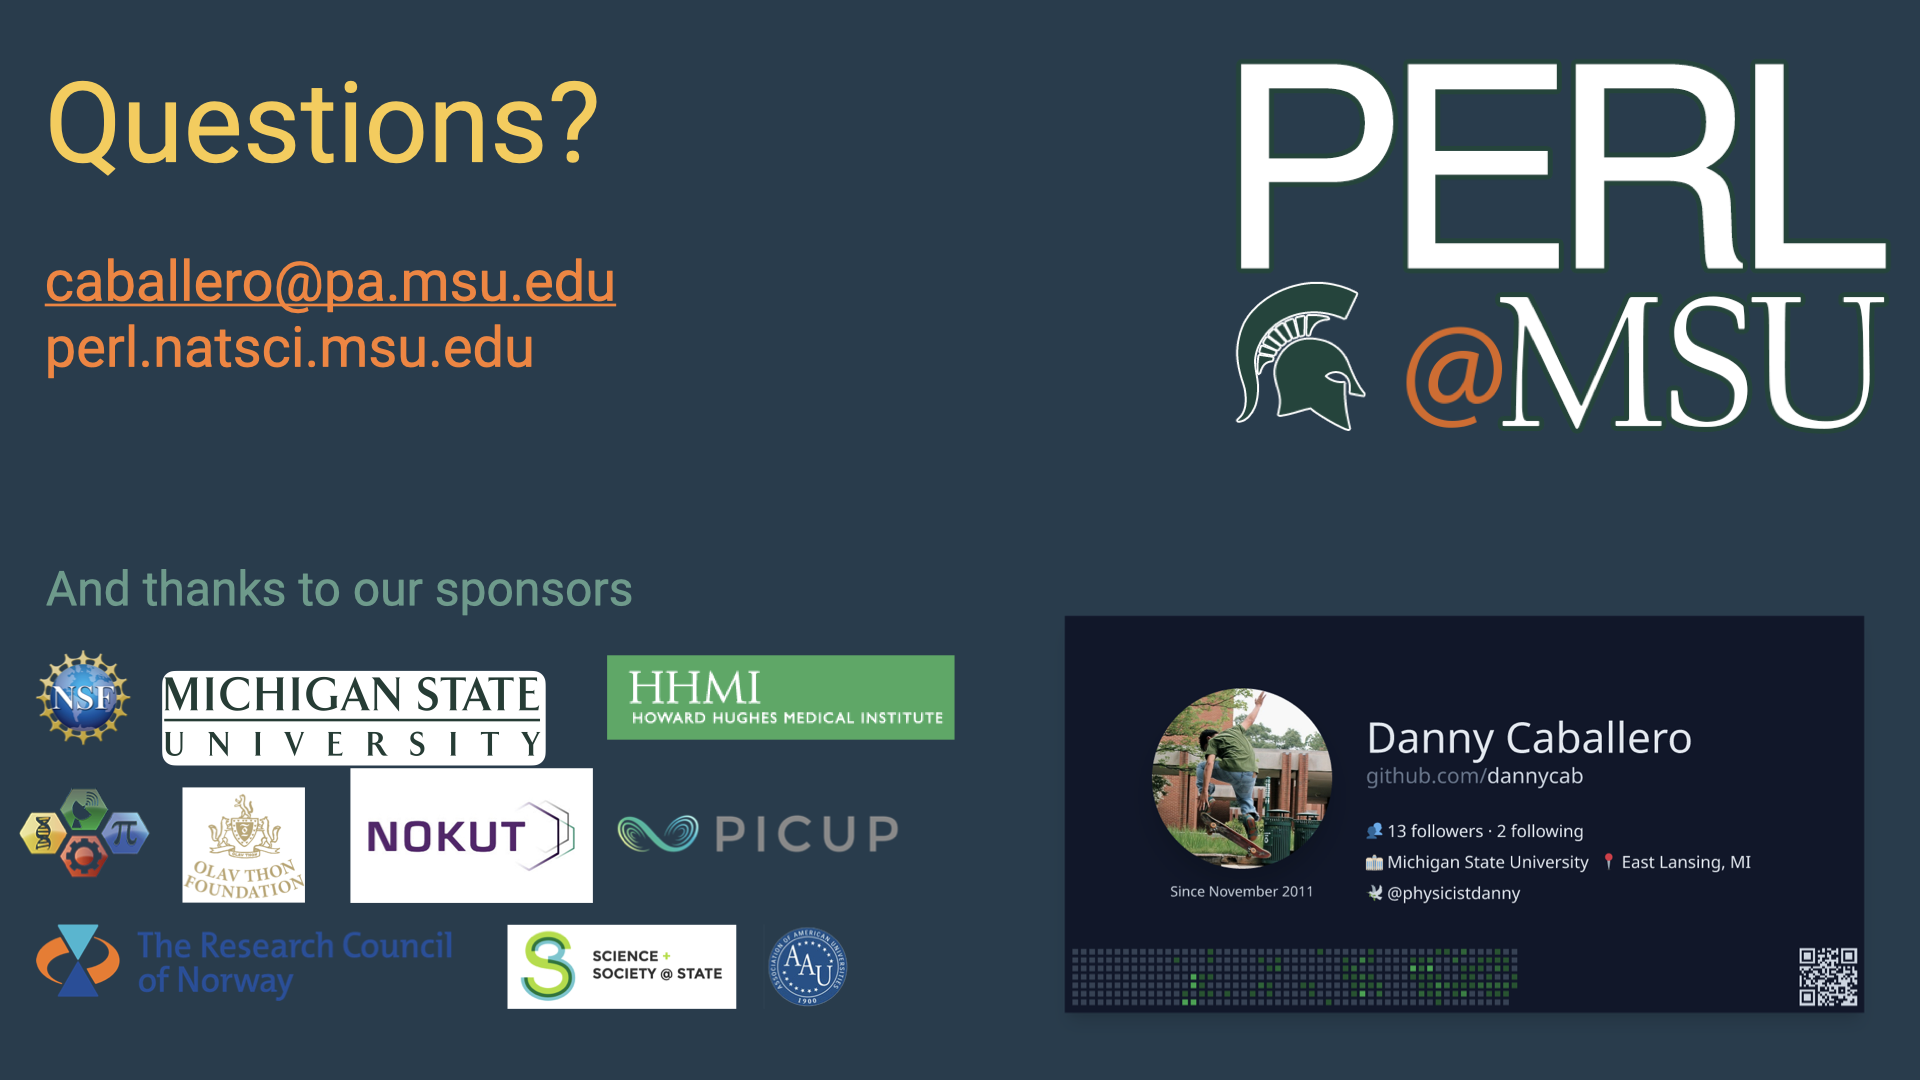 Questions?
caballero@pa.msu.edu
perl.natsci.msu.edu
PERL
@MSU
And thanks to our sponsors
NSF
MICHIGAN STATE
UNIVERSITY
HHMI
HOWARD HUGHES MEDICAL INSTITUTE
π
OLAV THON
FOUNDATION
NOKUT
PICUP
The Research Council
of Norway
SCIENCE +
SOCIETY @ STATE
ASSOCIATION OF AMERICAN UNIVERSITIES
AAU
1900
Danny Caballero
github.com/dannycab
13 followers · 2 following
Michigan State University East Lansing, MI
@physicistdanny
Since November 2011